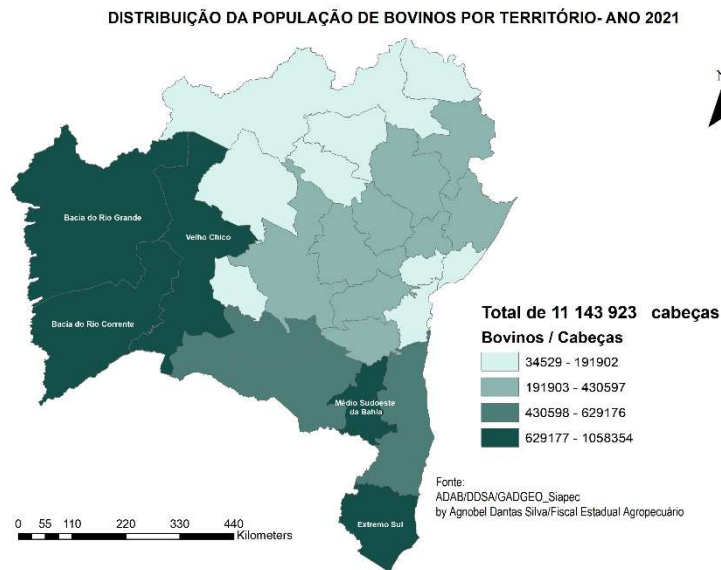 DISTRIBUIÇÃO DA POPULAÇÃO DE BOVINOS POR TERRITÓRIO- ANO 2021
N
Bacia do Rio Grande
Velho Chico
Bacia do Rio Corrente
Médio Sudoeste
da Bahia
Extremo Sul
Total de 11 143 923 cabeças
Bovinos / Cabeças
34529 - 191902
191903 - 430597
430598 - 629176
629177 - 1058354
Fonte:
ADAB/DDSA/GADGEO_Siapec
by Agnobel Dantas Silva/Fiscal Estadual Agropecuário
0 55 110 220 330 440
Kilometers